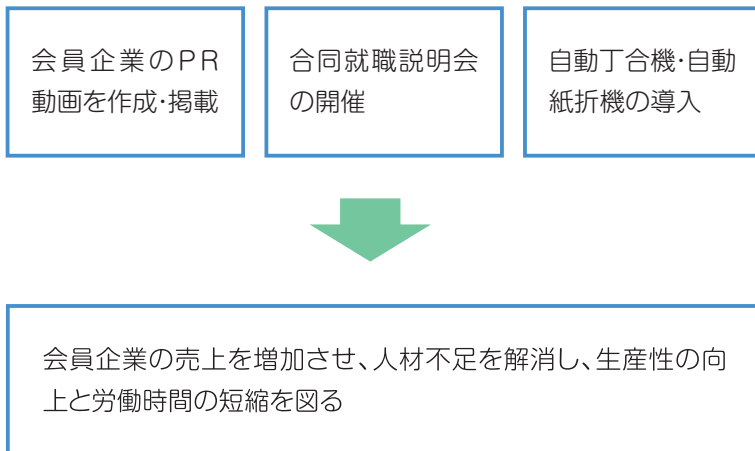 会員企業のPR
動画を作成・掲載
合同就職説明会
の開催
自動丁合機・自動
紙折機の導入
会員企業の売上を増加させ、人材不足を解消し、生産性の向
上と労働時間の短縮を図る